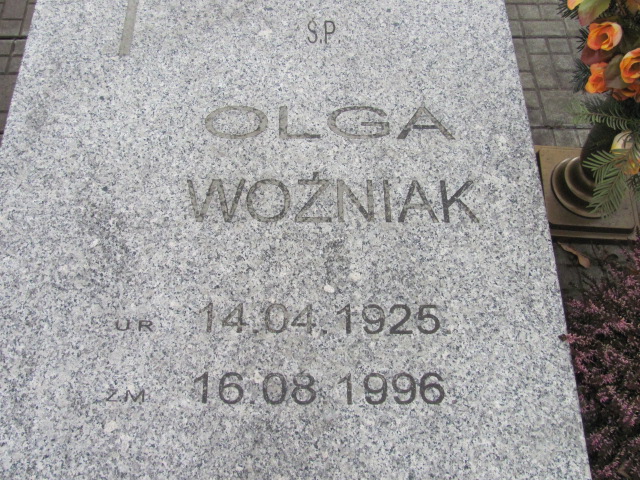 Ś.P
OLGA
WOŹNIAK
UR 14.04.1925
ZM 16.08.1996